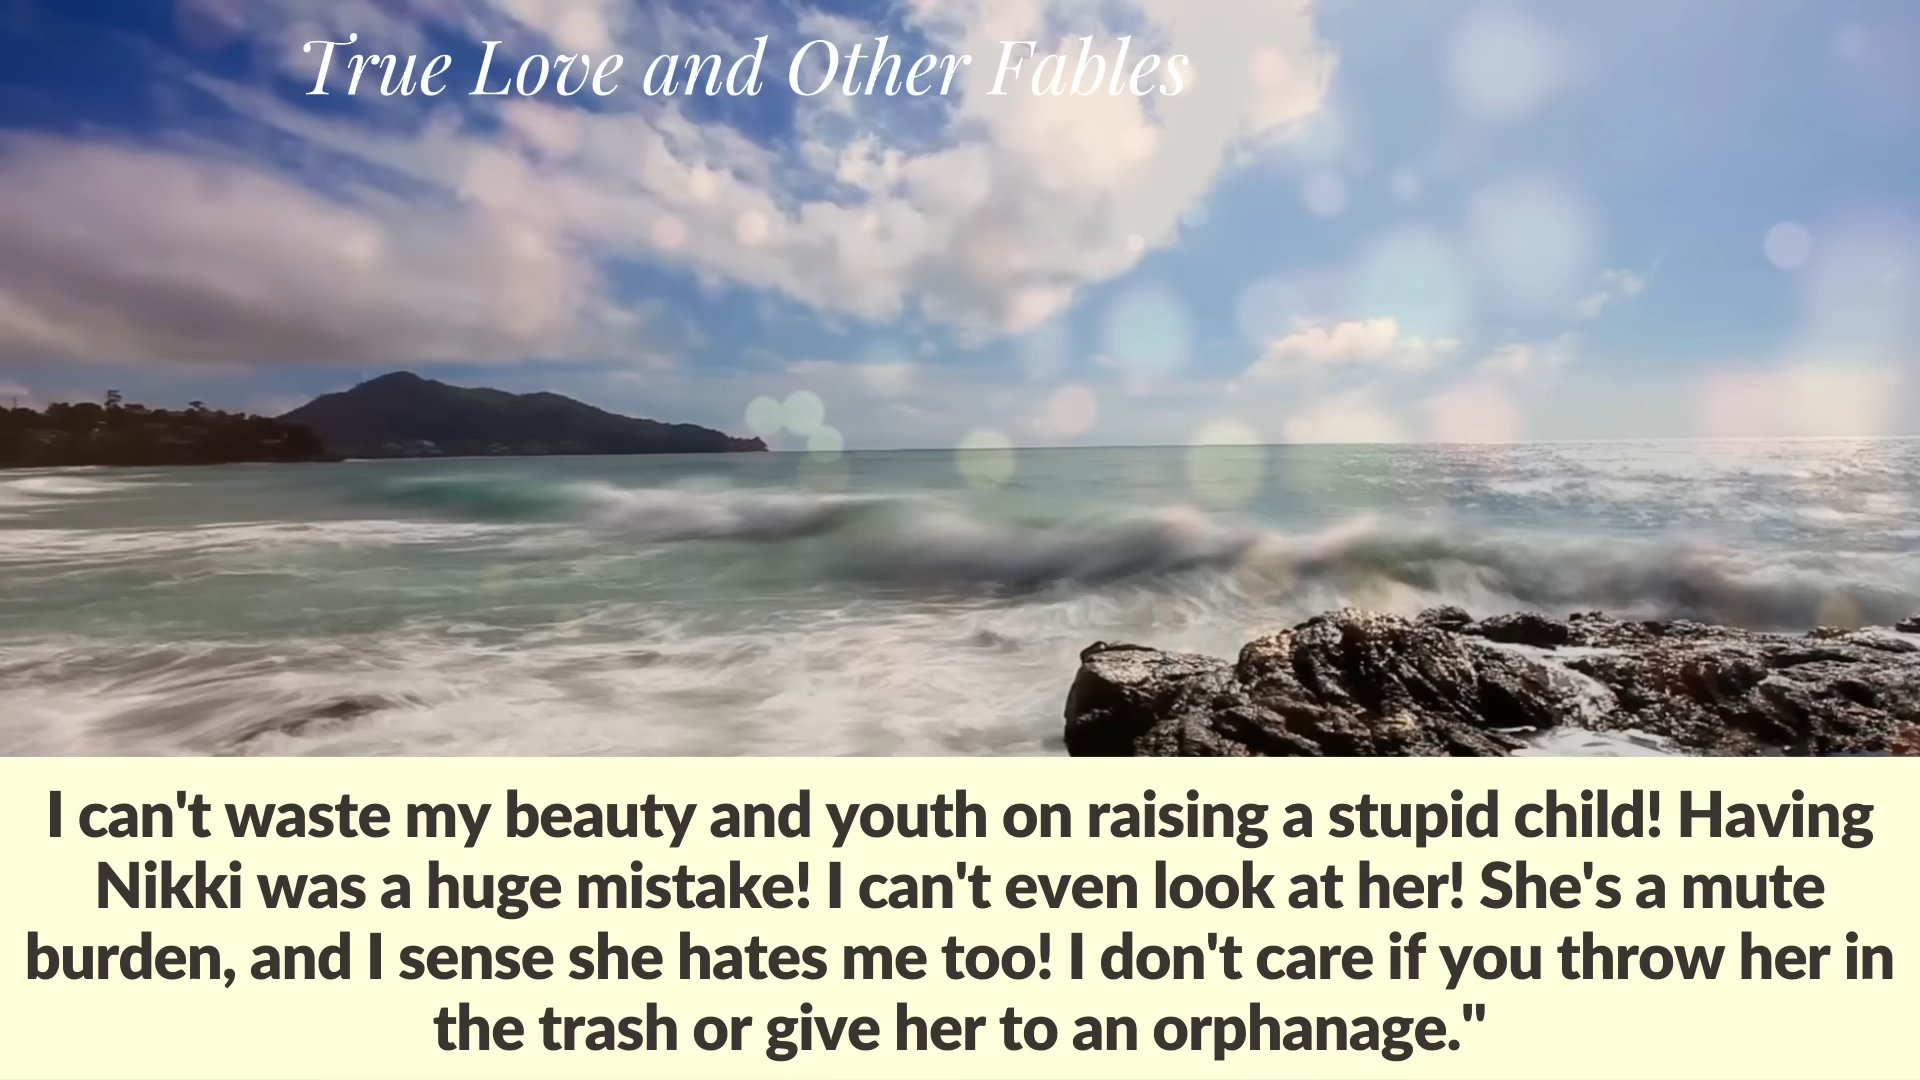 True Love and Other Fables
I can't waste my beauty and youth on raising a stupid child! Having
Nikki was a huge mistake! I can't even look at her! She's a mute
burden, and I sense she hates me too! I don't care if you throw her in
the trash or give her to an orphanage."